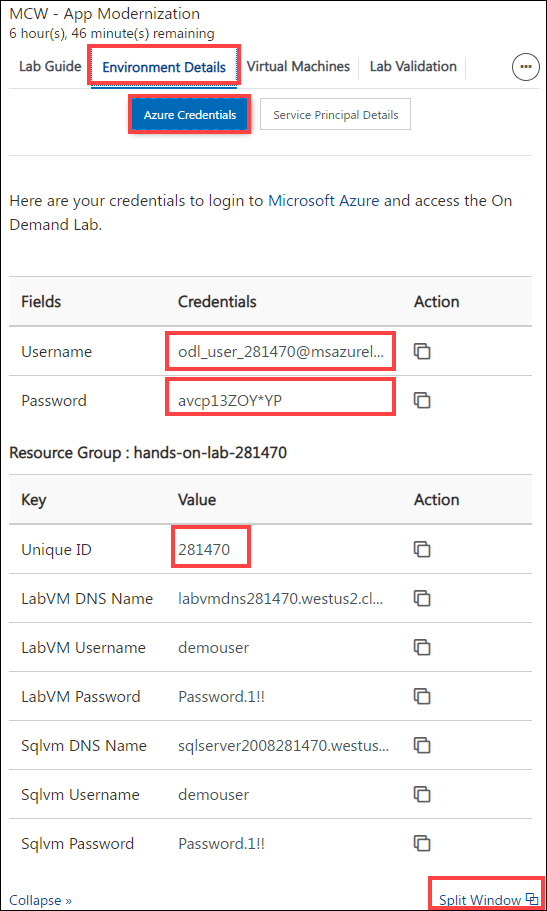 MCW - App Modernization
6 hour(s), 46 minute(s) remaining
Lab Guide Environment Details Virtual Machines Lab Validation
Azure Credentials Service Principal Details
Here are your credentials to login to Microsoft Azure and access the On
Demand Lab.
Fields Credentials Action
Username odl_user_281470@msazurel...
Password avcp13ZOY*YP
Resource Group : hands-on-lab-281470
Key Value Action
Unique ID 281470
LabVM DNS Name labvmdns281470.westus2.cl...
LabVM Username demouser
LabVM Password Password.1!!
Sqlvm DNS Name sqlserver2008281470.westus...
Sqlvm Username demouser
Sqlvm Password Password.1!!
Collapse » Split Window